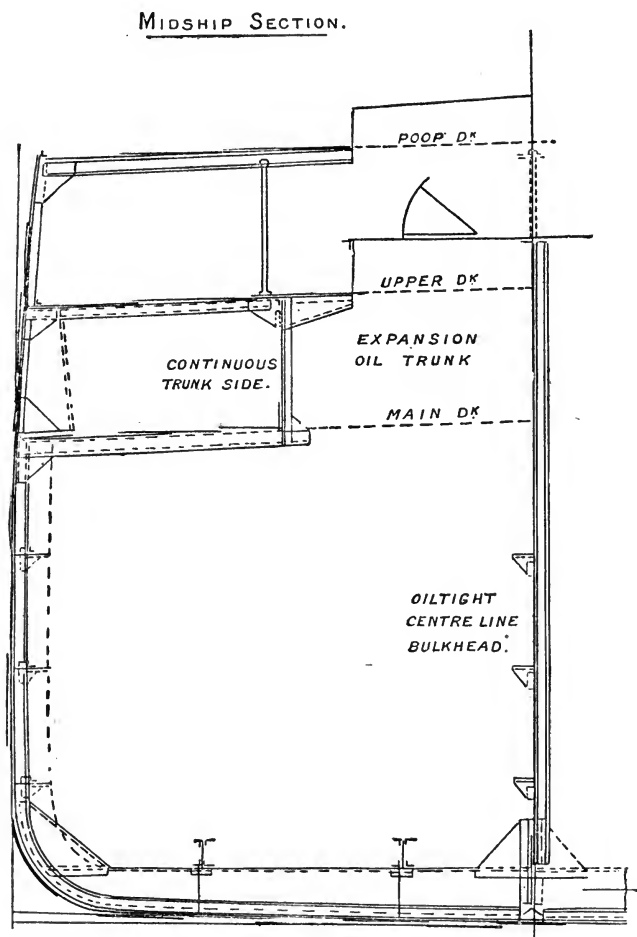 MIDSHIP SECTION.
POOP DK
UPPER DK
EXPANSION
OIL TRUNK
CONTINUOUS
TRUNK SIDE.
MAIN DK
OILTIGHT
CENTRE LINE
BULKHEAD.